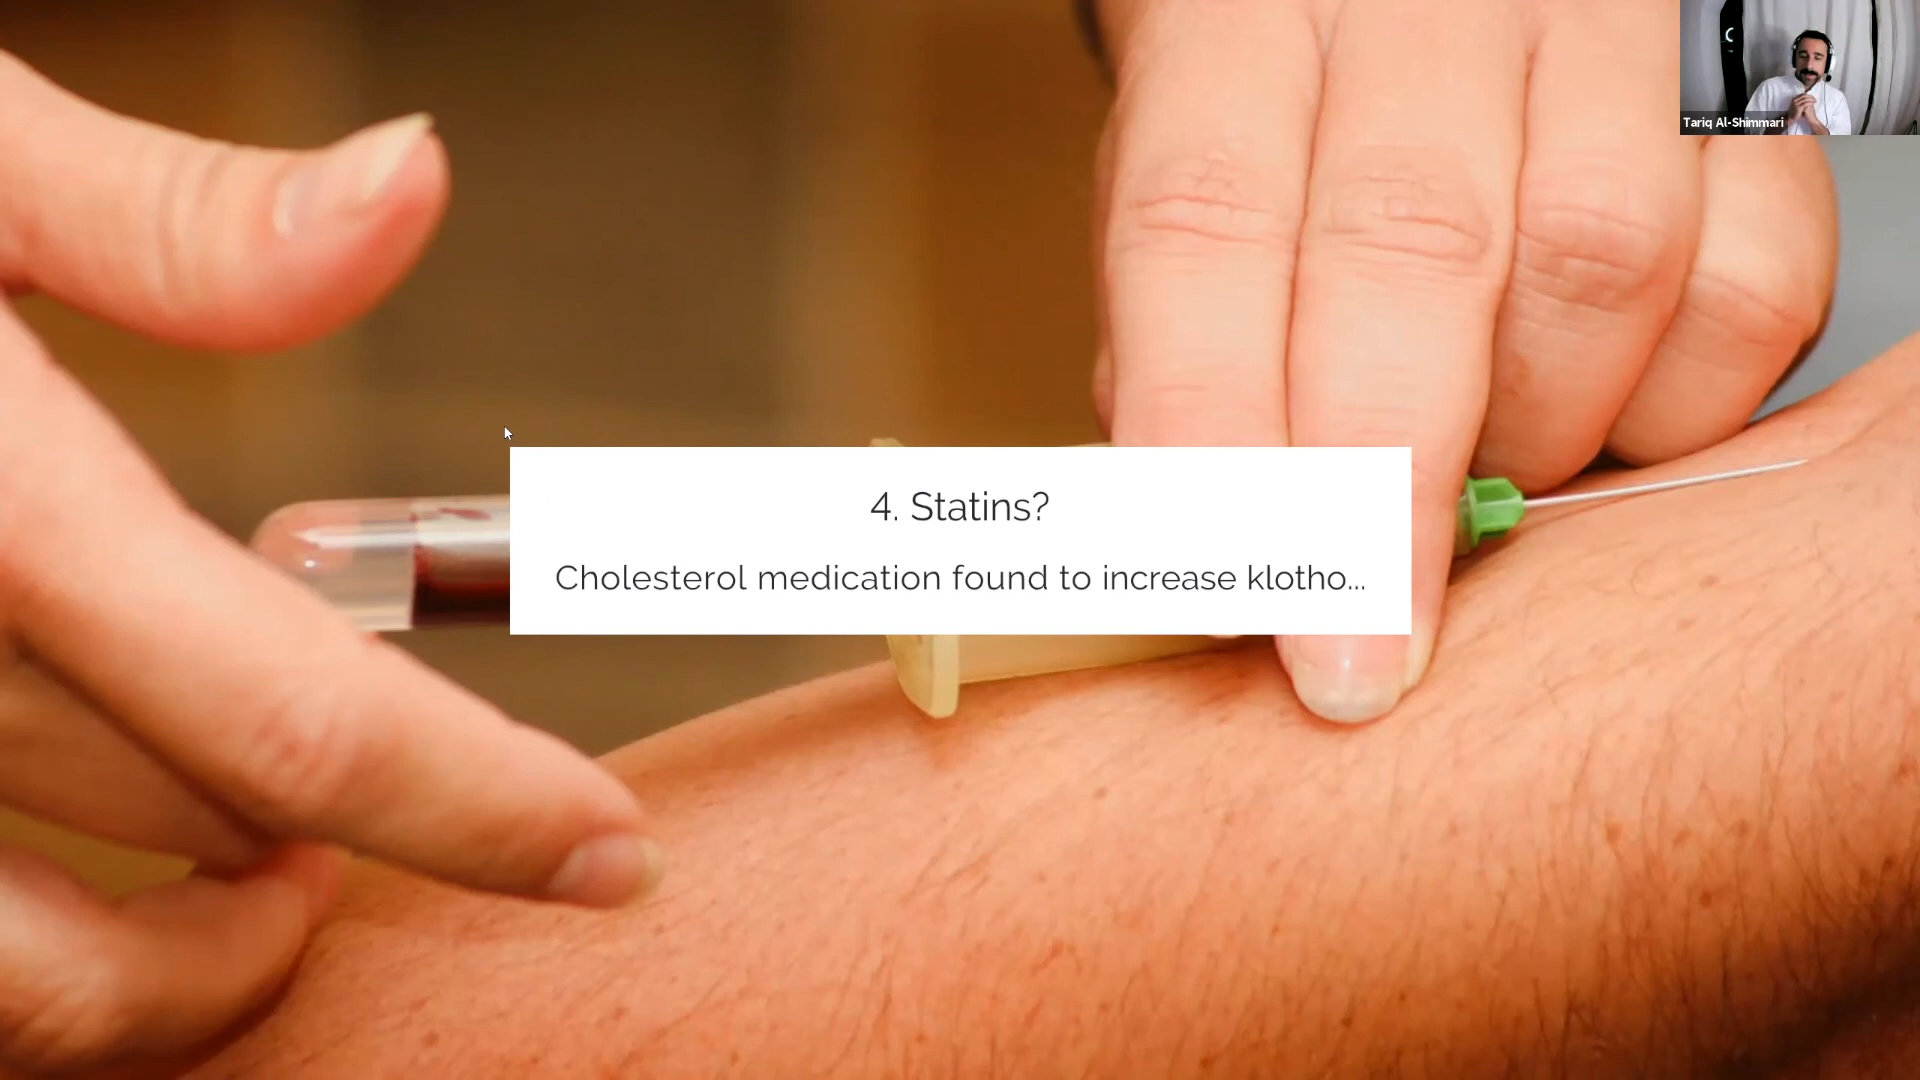 Tariq Al-Shimmari
4. Statins?
Cholesterol medication found to increase klotho...